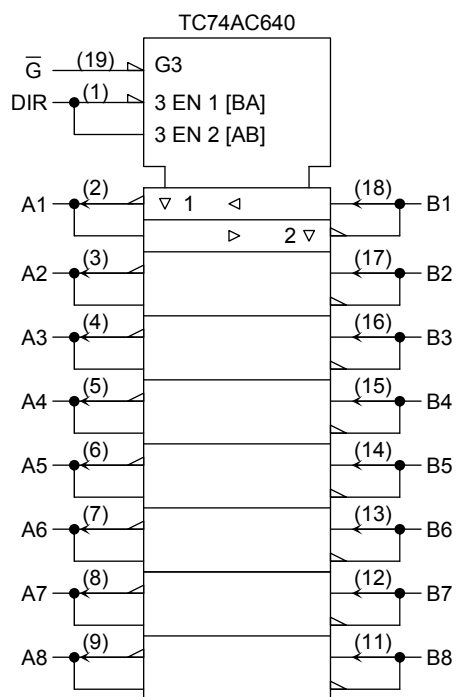 TC74AC640
G̅ (19) G3
DIR (1) 3 EN 1 [BA]
3 EN 2 [AB]
A1 (2) ▽ 1 ◁ (18) B1
▷ 2 ▽
A2 (3) (17) B2
A3 (4) (16) B3
A4 (5) (15) B4
A5 (6) (14) B5
A6 (7) (13) B6
A7 (8) (12) B7
A8 (9) (11) B8